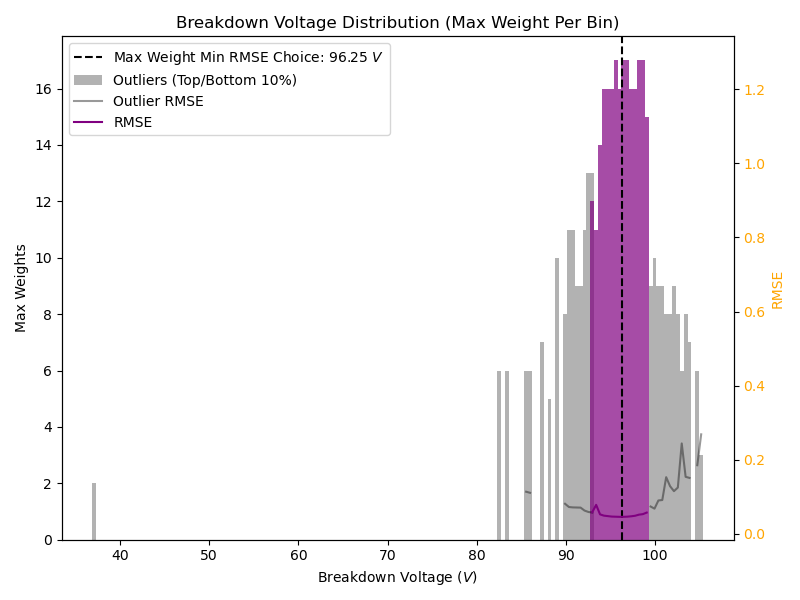 Breakdown Voltage Distribution (Max Weight Per Bin)
Max Weight Min RMSE Choice: 96.25 V
Outliers (Top/Bottom 10%)
Outlier RMSE
RMSE
Max Weights
16
14
12
10
8
6
4
2
0
1.2
1.0
0.8
0.6
0.4
0.2
0.0
RMSE
40 50 60 70 80 90 100
Breakdown Voltage (V)